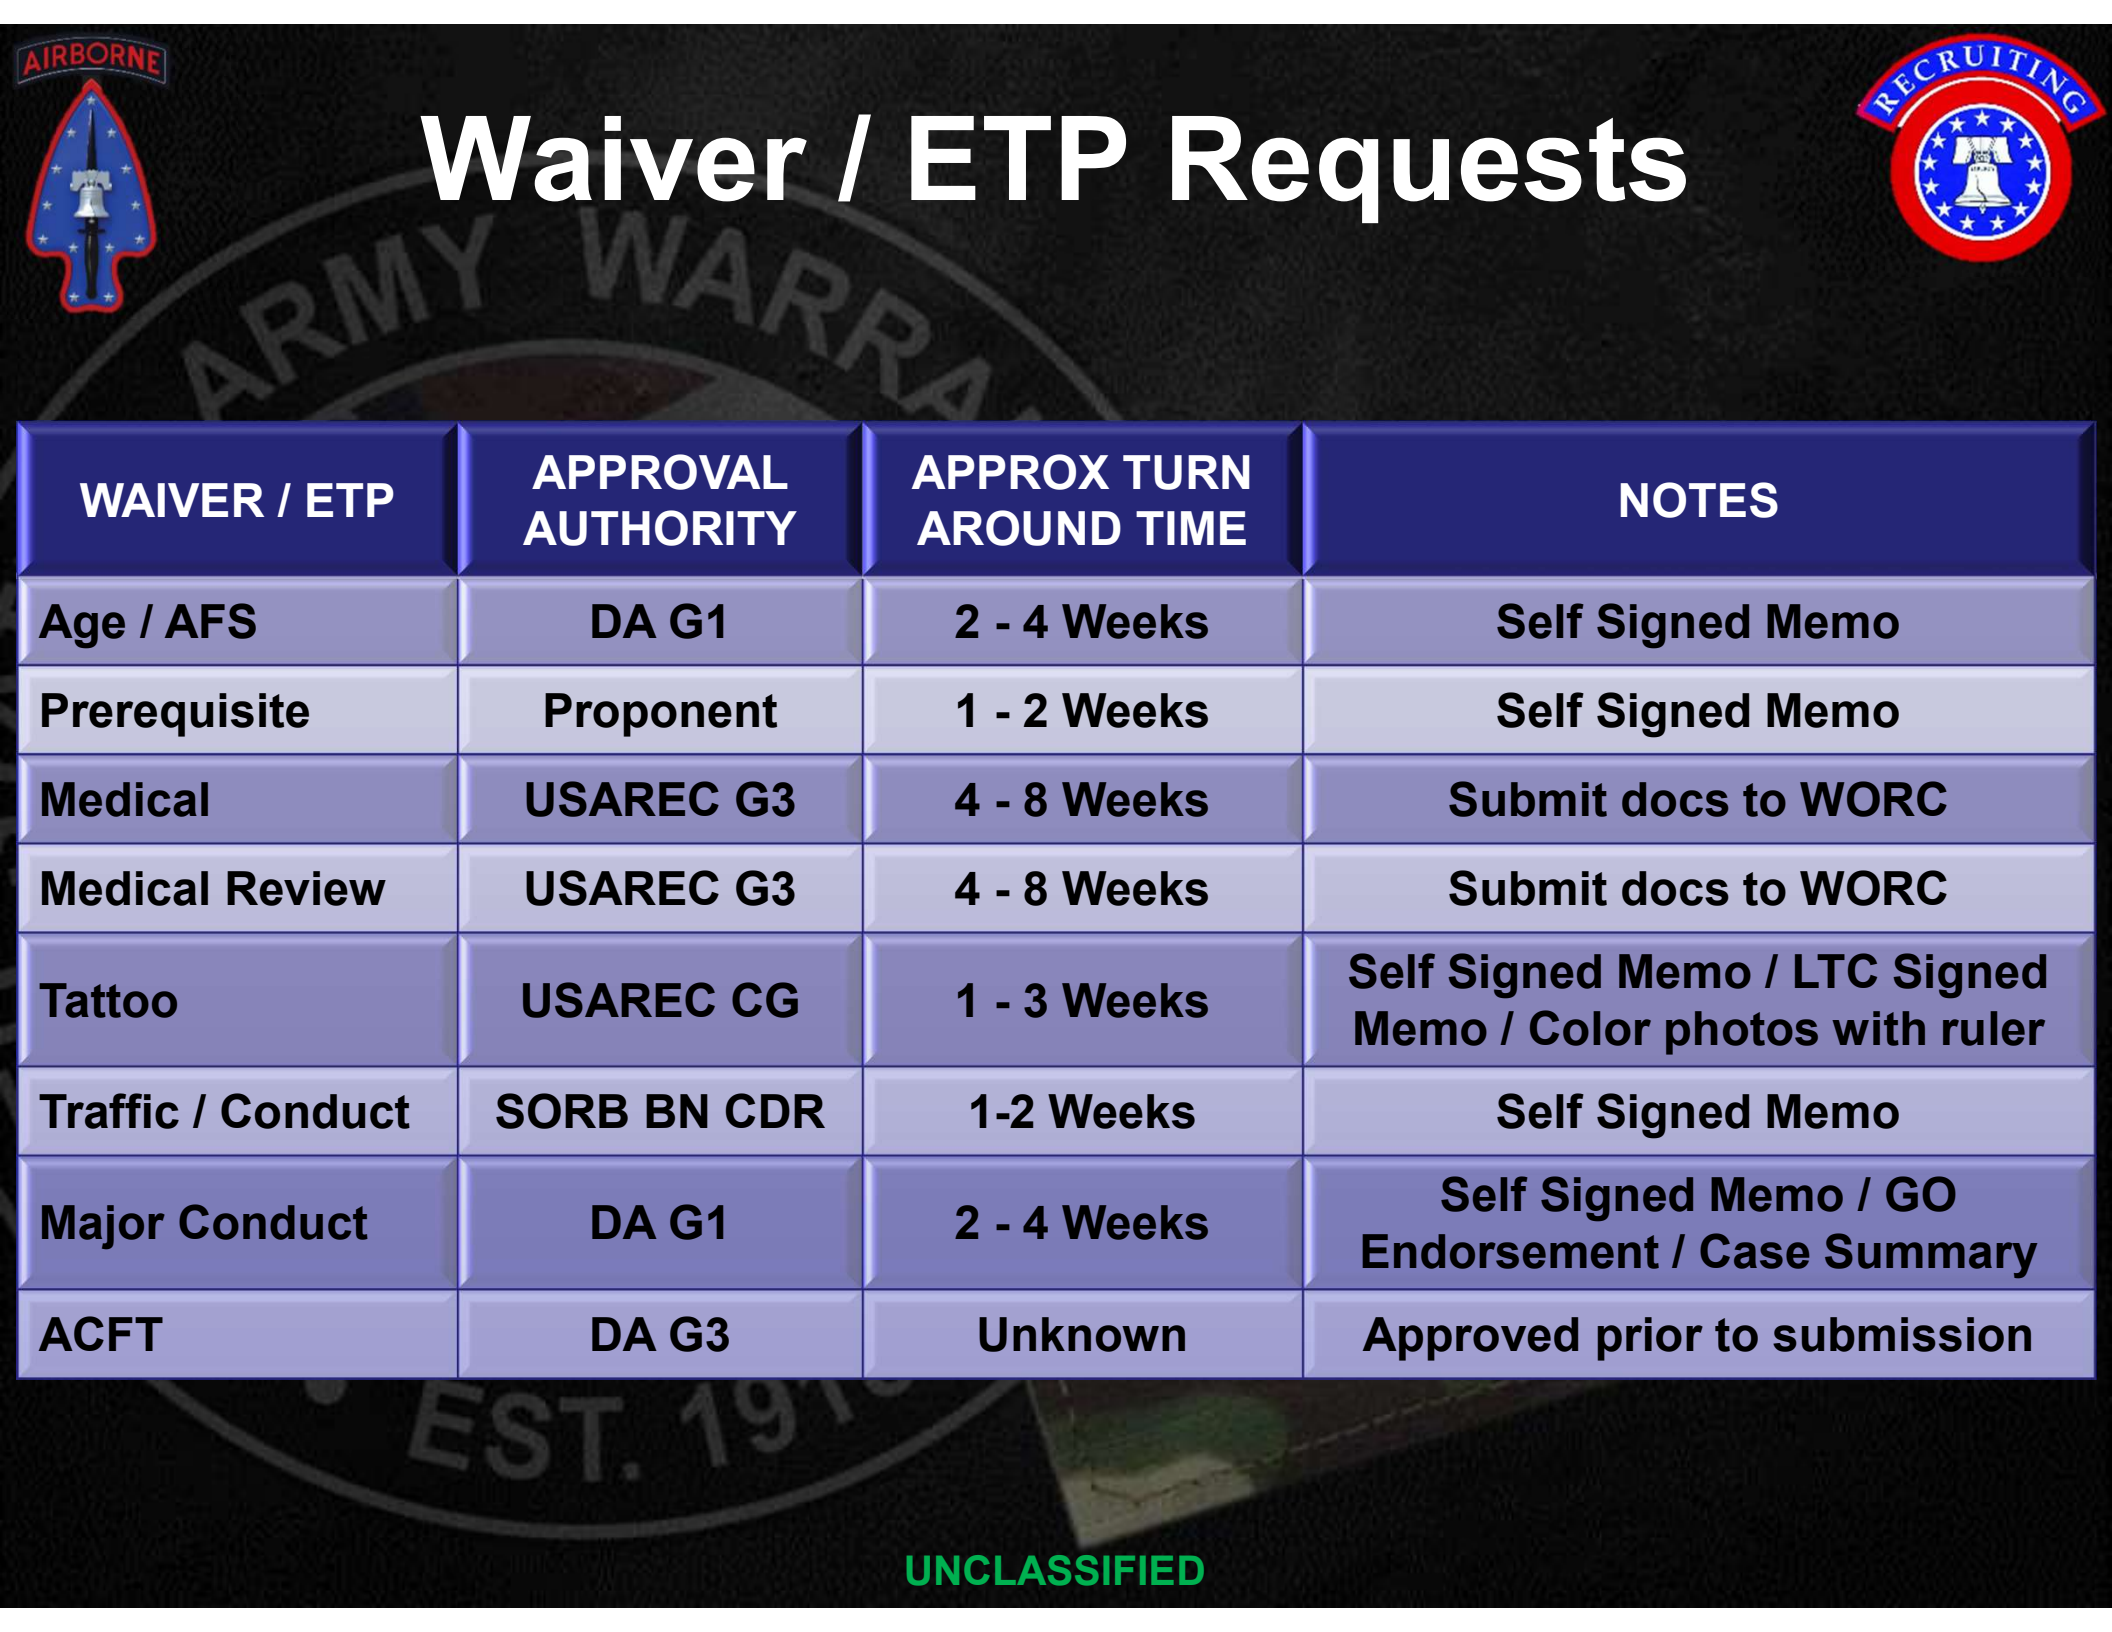 AIRBORNE
RECRUITING
Waiver / ETP Requests
ARMY WARRA
WAIVER / ETP
APPROVAL
AUTHORITY
APPROX TURN
AROUND TIME
NOTES
Age / AFS
DA G1
2 - 4 Weeks
Self Signed Memo
Prerequisite
Proponent
1 - 2 Weeks
Self Signed Memo
Medical
USAREC G3
4 - 8 Weeks
Submit docs to WORC
Medical Review
USAREC G3
4 - 8 Weeks
Submit docs to WORC
Tattoo
USAREC CG
1 - 3 Weeks
Self Signed Memo / LTC Signed
Memo / Color photos with ruler
Traffic / Conduct
SORB BN CDR
1-2 Weeks
Self Signed Memo
Major Conduct
DA G1
2 - 4 Weeks
Self Signed Memo / GO
Endorsement / Case Summary
ACFT
DA G3
Unknown
Approved prior to submission
EST. 191
UNCLASSIFIED